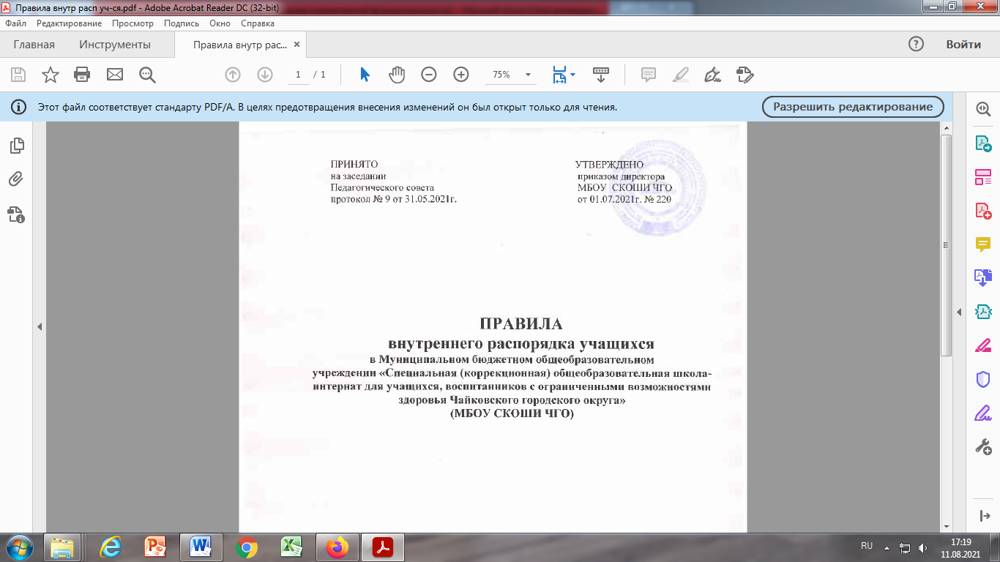 Правила внутр расп уч-ся.pdf - Adobe Acrobat Reader DC (32-bit)
Файл Редактирование Просмотр Подпись Окно Справка
Главная Инструменты Правила внутр рас... × Войти
1 / 1 75%
Этот файл соответствует стандарту PDF/A. В целях предотвращения внесения изменений он был открыт только для чтения. Разрешить редактирование
ПРИНЯТО
на заседании
Педагогического совета
протокол № 9 от 31.05.2021г.
УТВЕРЖДЕНО
приказом директора
МБОУ СКОШИ ЧГО
от 01.07.2021г. № 220
ПРАВИЛА
внутреннего распорядка учащихся
в Муниципальном бюджетном общеобразовательном
учреждении «Специальная (коррекционная) общеобразовательная школа-
интернат для учащихся, воспитанников с ограниченными возможностями
здоровья Чайковского городского округа»
(МБОУ СКОШИ ЧГО)
RU
17:19
11.08.2021